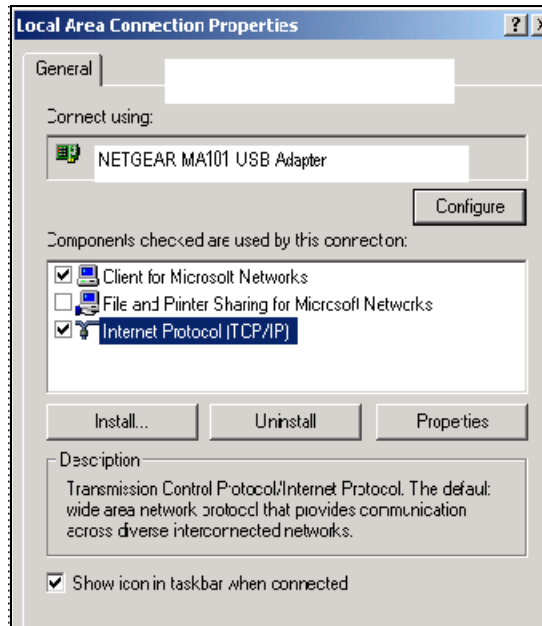 Local Area Connection Properties
General
Connect using:
NETGEAR MA101 USB Adapter
Configure
Components checked are used by this connection:
Client for Microsoft Networks
File and Printer Sharing for Microsoft Networks
Internet Protocol (TCP/IP)
Install...
Uninstall
Properties
Description
Transmission Control Protocol/Internet Protocol. The default
wide area network protocol that provides communication
across diverse interconnected networks.
Show icon in taskbar when connected